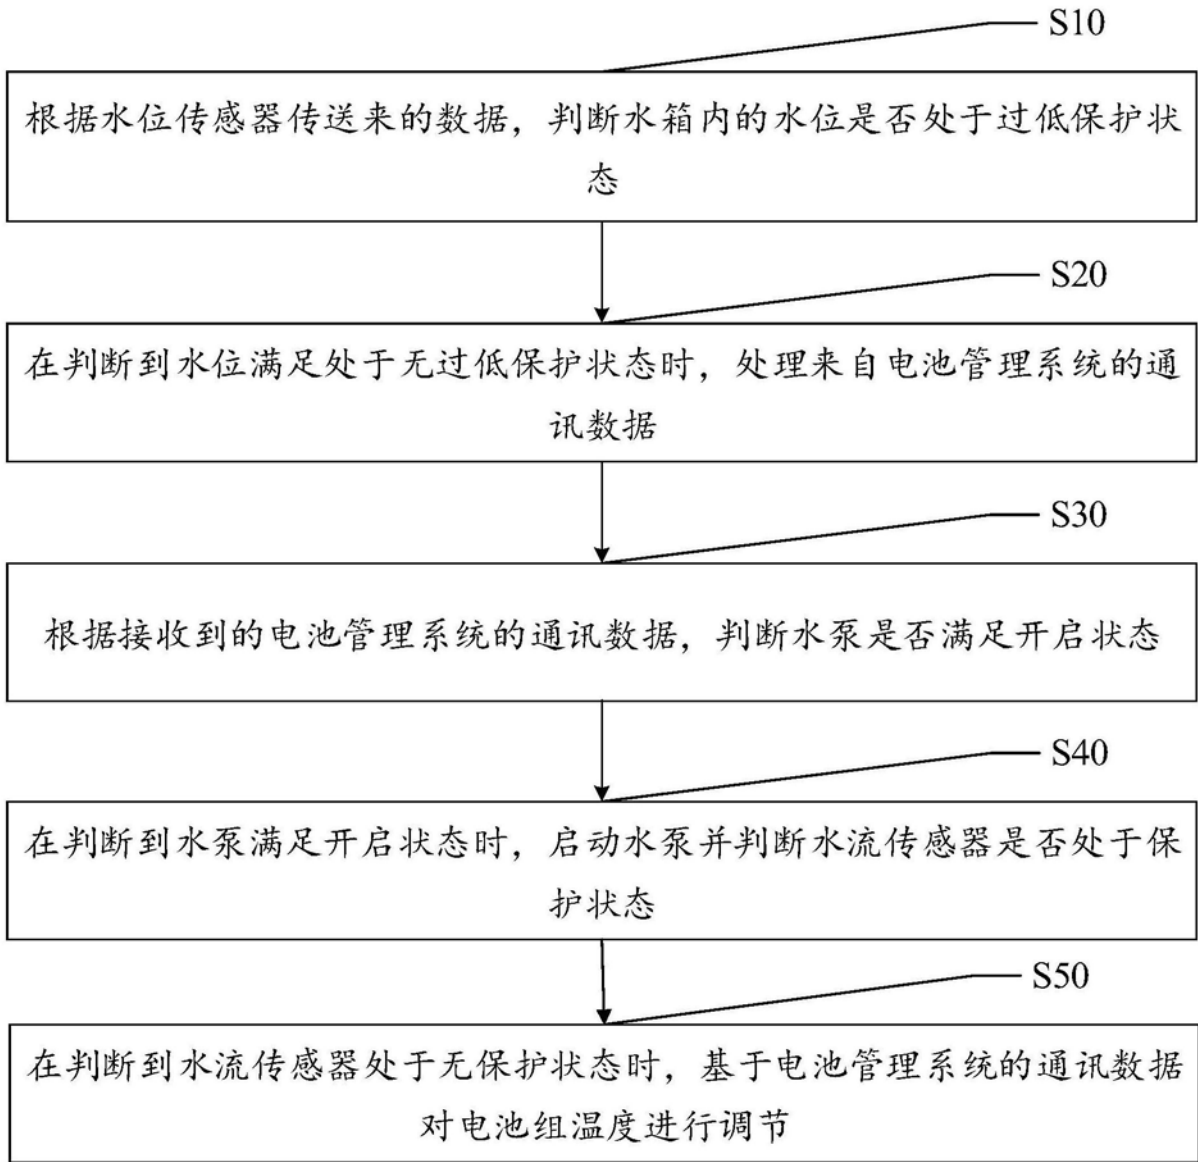 S10
根据水位传感器传送来的数据，判断水箱内的水位是否处于过低保护状
态
S20
在判断到水位满足处于无过低保护状态时，处理来自电池管理系统的通
讯数据
S30
根据接收到的电池管理系统的通讯数据，判断水泵是否满足开启状态
S40
在判断到水泵满足开启状态时，启动水泵并判断水流传感器是否处于保
护状态
S50
在判断到水流传感器处于无保护状态时，基于电池管理系统的通讯数据
对电池组温度进行调节